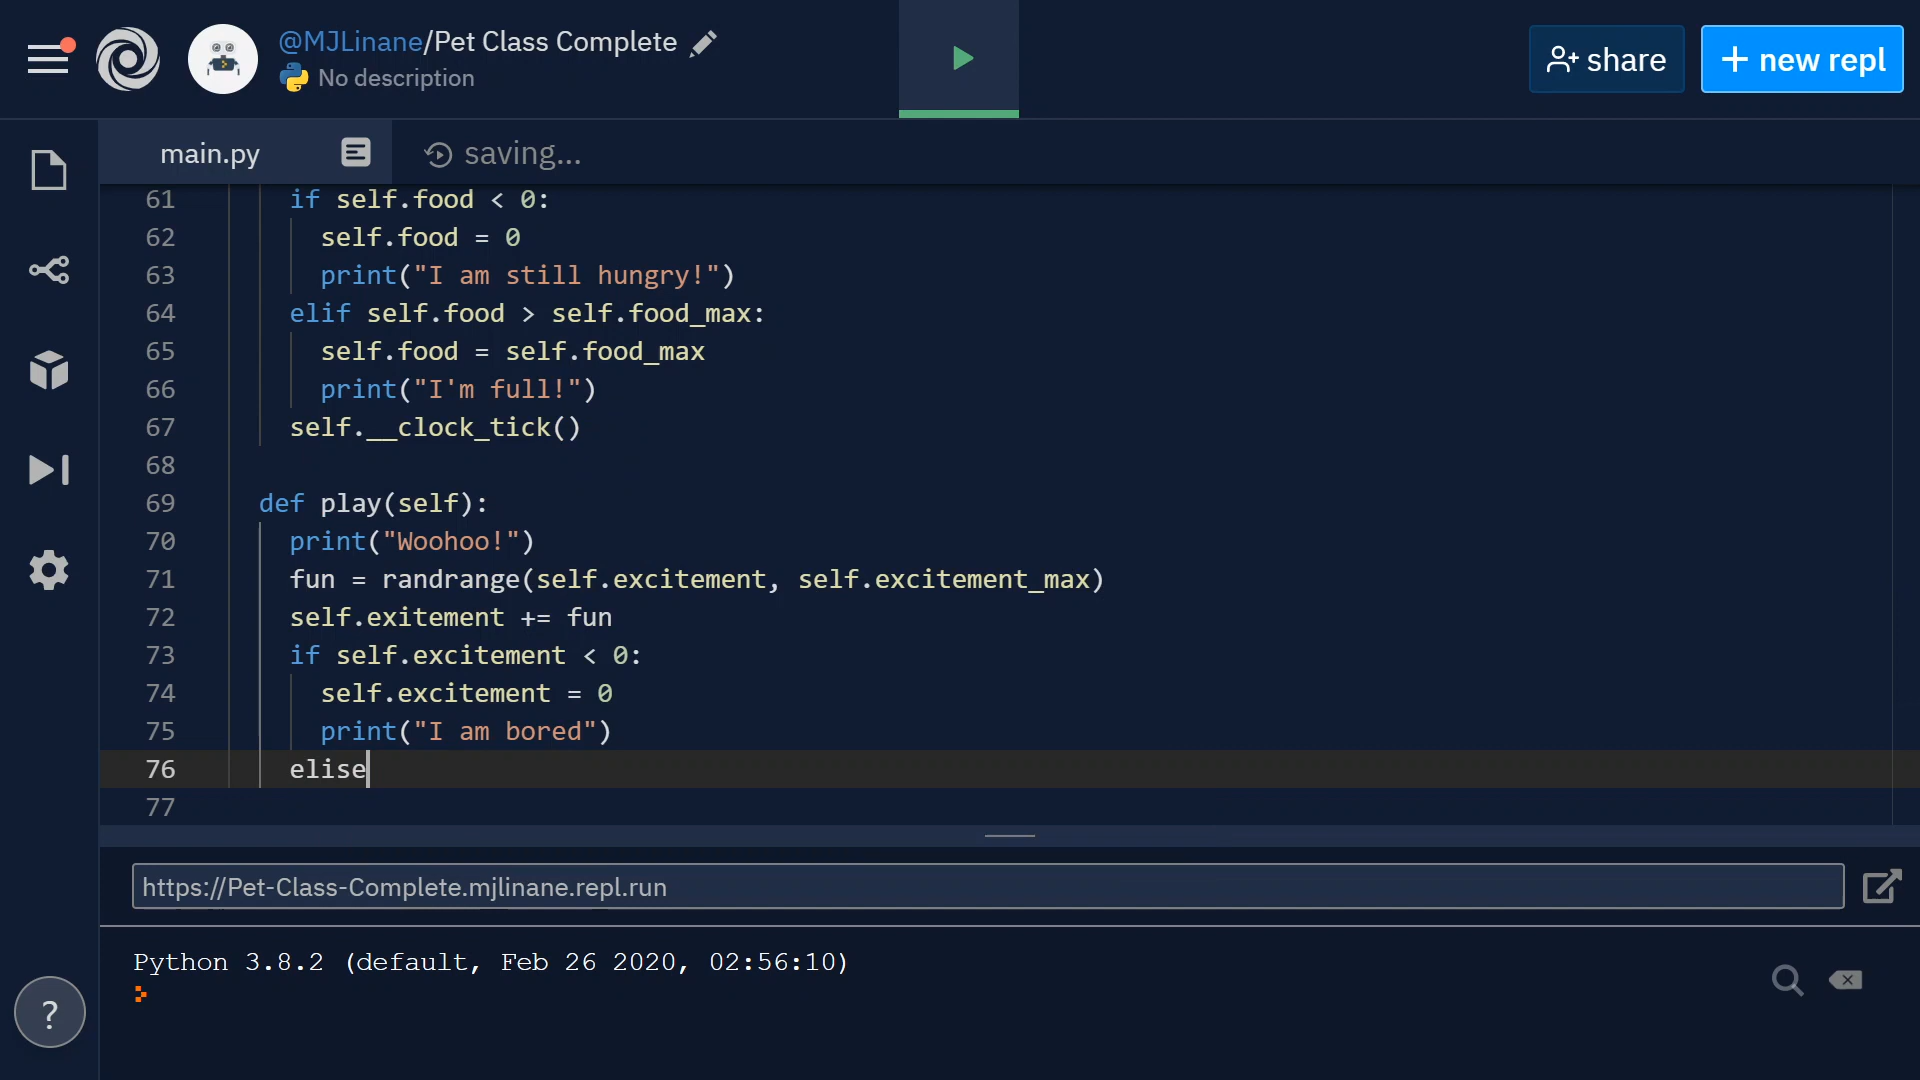 @MJLinane/Pet Class Complete
No description
share
+ new repl
main.py
saving...
61 if self.food < 0:
62 self.food = 0
63 print("I am still hungry!")
64 elif self.food > self.food_max:
65 self.food = self.food_max
66 print("I'm full!")
67 self.__clock_tick()
68
69 def play(self):
70 print("Woohoo!")
71 fun = randrange(self.excitement, self.excitement_max)
72 self.exitement += fun
73 if self.excitement < 0:
74 self.excitement = 0
75 print("I am bored")
76 elise
77
https://Pet-Class-Complete.mjlinane.repl.run
Python 3.8.2 (default, Feb 26 2020, 02:56:10)
?